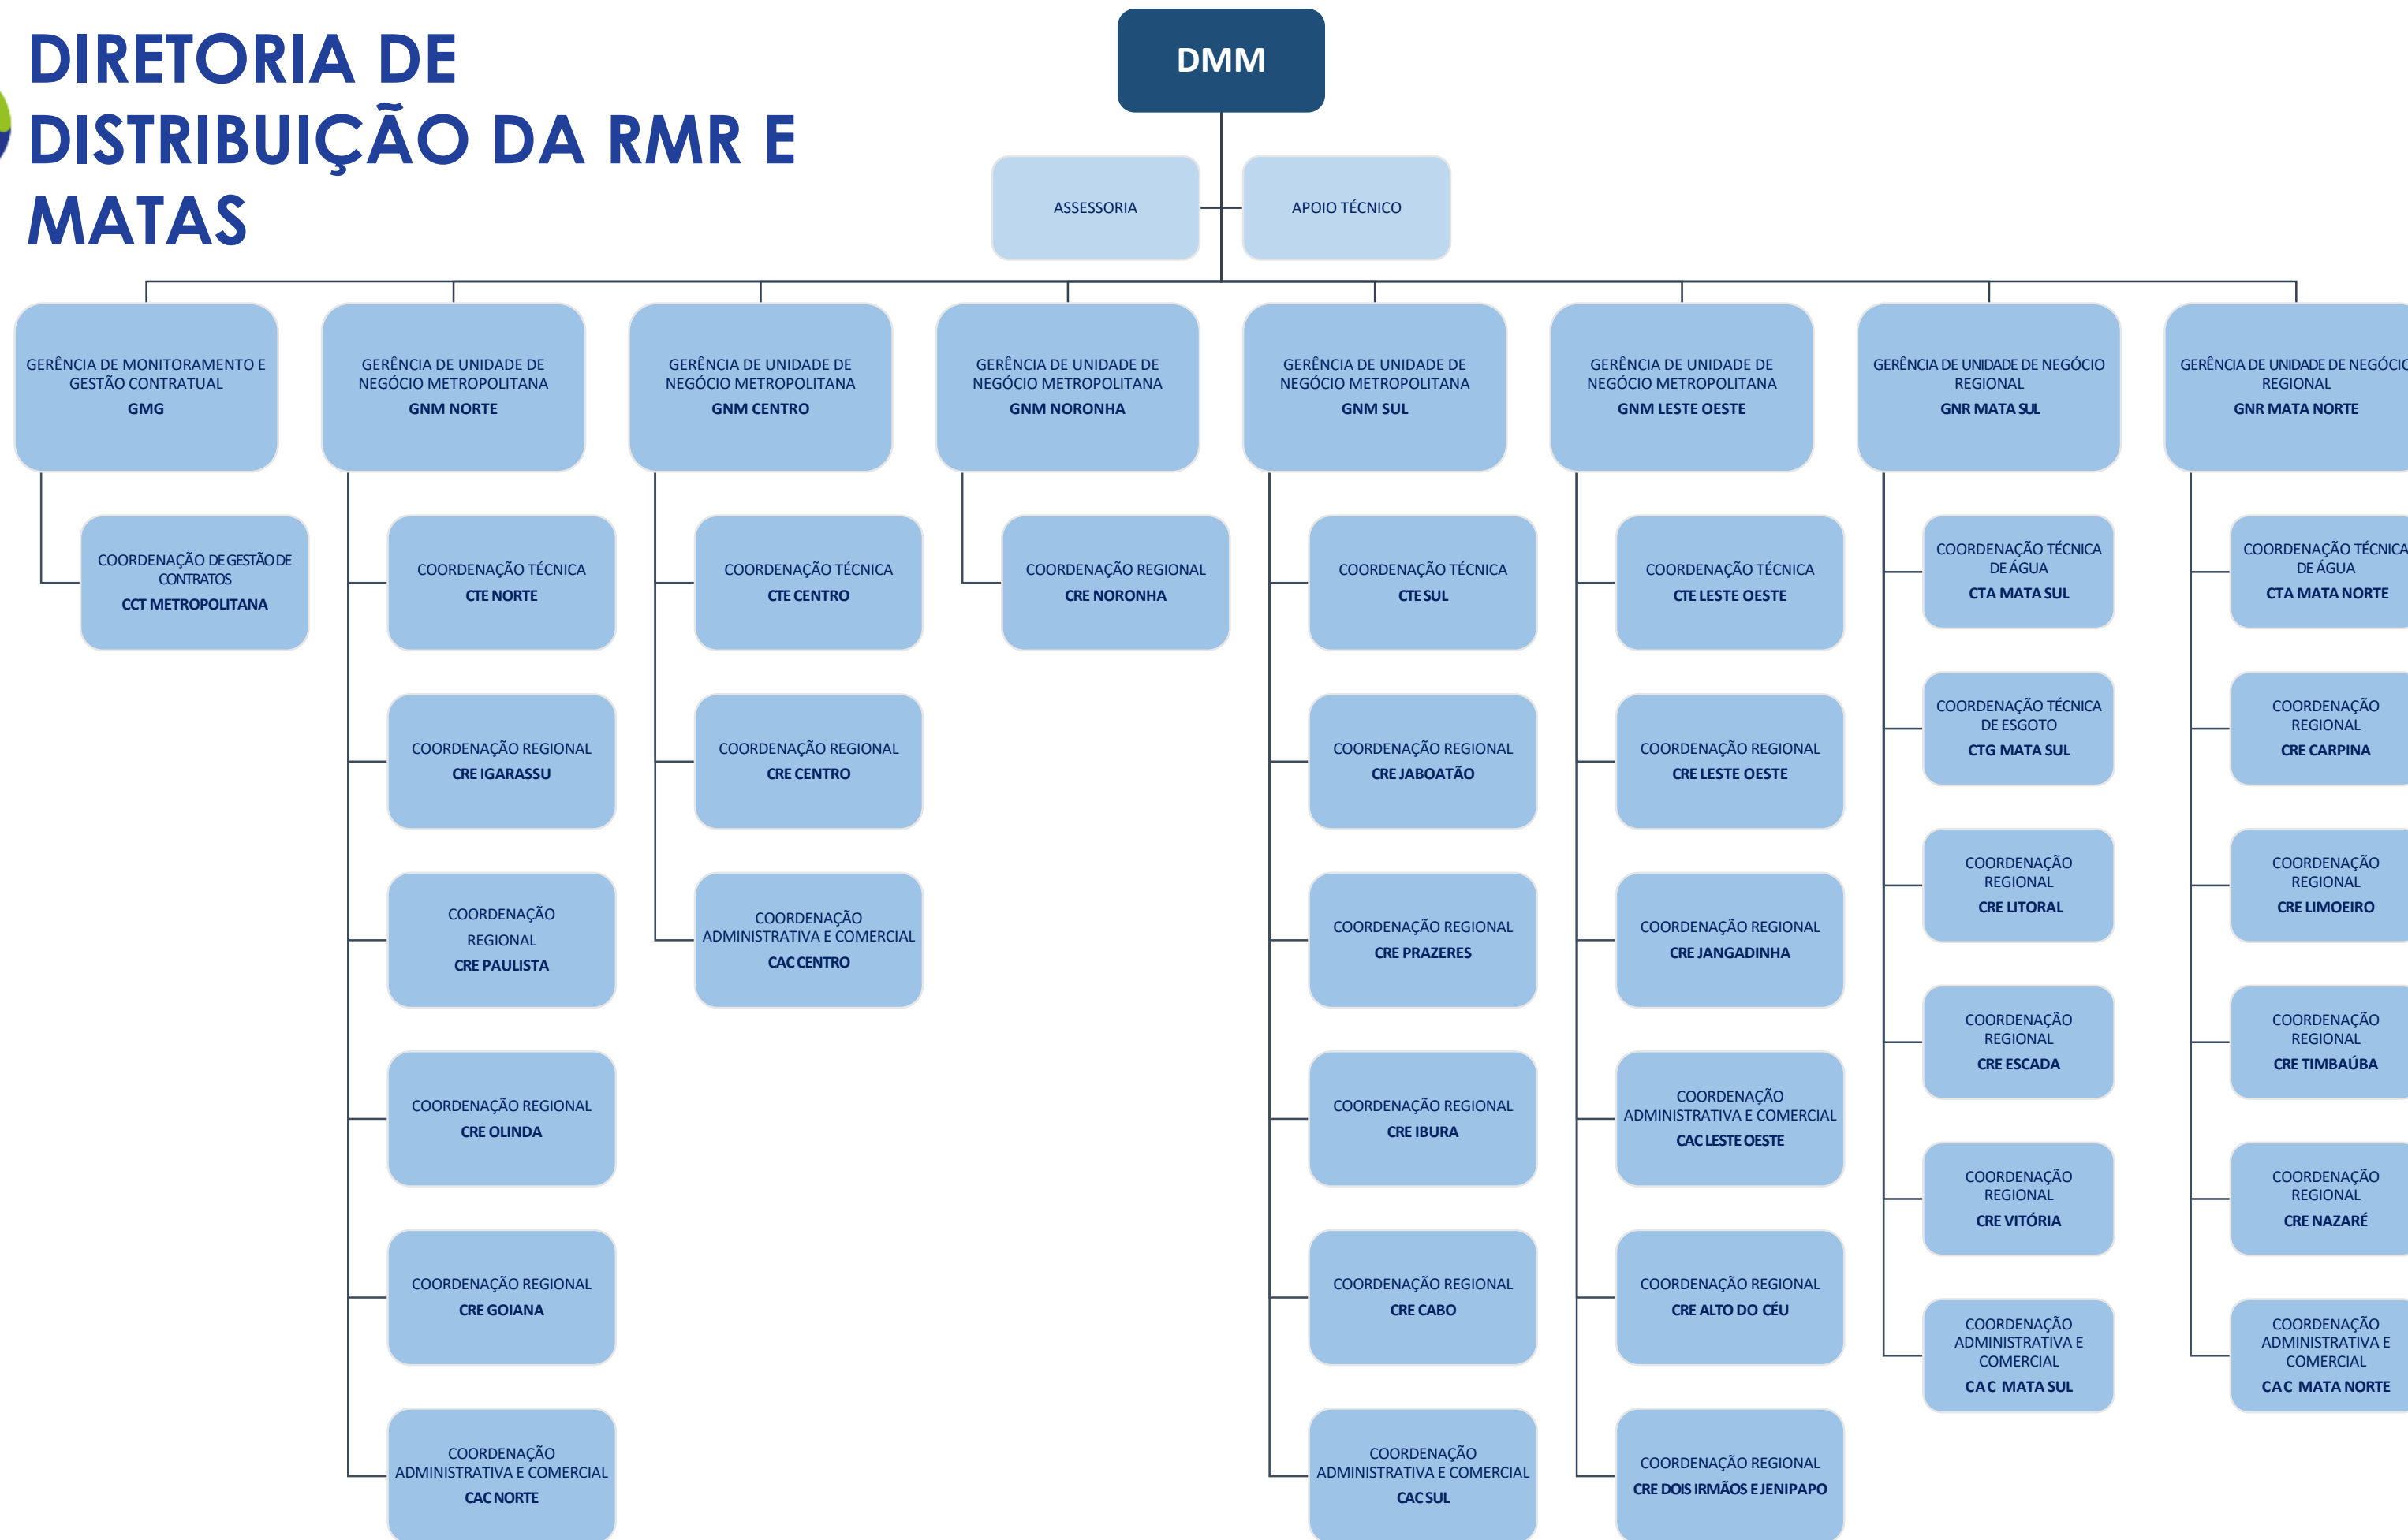 DIRETORIA DE
DISTRIBUIÇÃO DA RMR E
MATAS
DMM
ASSESSORIA
APOIO TÉCNICO
GERÊNCIA DE MONITORAMENTO E
GESTÃO CONTRATUAL
GMG
COORDENAÇÃO DE GESTÃO DE
CONTRATOS
CCT METROPOLITANA
GERÊNCIA DE UNIDADE DE
NEGÓCIO METROPOLITANA
GNM NORTE
COORDENAÇÃO TÉCNICA
CTE NORTE
COORDENAÇÃO REGIONAL
CRE IGARASSU
COORDENAÇÃO
REGIONAL
CRE PAULISTA
COORDENAÇÃO REGIONAL
CRE OLINDA
COORDENAÇÃO REGIONAL
CRE GOIANA
COORDENAÇÃO
ADMINISTRATIVA E COMERCIAL
CAC NORTE
GERÊNCIA DE UNIDADE DE
NEGÓCIO METROPOLITANA
GNM CENTRO
COORDENAÇÃO TÉCNICA
CTE CENTRO
COORDENAÇÃO REGIONAL
CRE CENTRO
COORDENAÇÃO
ADMINISTRATIVA E COMERCIAL
CAC CENTRO
GERÊNCIA DE UNIDADE DE
NEGÓCIO METROPOLITANA
GNM NORONHA
COORDENAÇÃO REGIONAL
CRE NORONHA
GERÊNCIA DE UNIDADE DE
NEGÓCIO METROPOLITANA
GNM SUL
COORDENAÇÃO TÉCNICA
CTE SUL
COORDENAÇÃO REGIONAL
CRE JABOATÃO
COORDENAÇÃO REGIONAL
CRE PRAZERES
COORDENAÇÃO REGIONAL
CRE IBURA
COORDENAÇÃO REGIONAL
CRE CABO
COORDENAÇÃO
ADMINISTRATIVA E COMERCIAL
CAC SUL
GERÊNCIA DE UNIDADE DE
NEGÓCIO METROPOLITANA
GNM LESTE OESTE
COORDENAÇÃO TÉCNICA
CTE LESTE OESTE
COORDENAÇÃO REGIONAL
CRE LESTE OESTE
COORDENAÇÃO REGIONAL
CRE JANGADINHA
COORDENAÇÃO
ADMINISTRATIVA E COMERCIAL
CAC LESTE OESTE
COORDENAÇÃO REGIONAL
CRE ALTO DO CÉU
COORDENAÇÃO REGIONAL
CRE DOIS IRMÃOS E JENIPAPO
GERÊNCIA DE UNIDADE DE NEGÓCIO
REGIONAL
GNR MATA SUL
COORDENAÇÃO TÉCNICA
DE ÁGUA
CTA MATA SUL
COORDENAÇÃO TÉCNICA
DE ESGOTO
CTG MATA SUL
COORDENAÇÃO
REGIONAL
CRE LITORAL
COORDENAÇÃO
REGIONAL
CRE ESCADA
COORDENAÇÃO
REGIONAL
CRE VITÓRIA
COORDENAÇÃO
ADMINISTRATIVA E
COMERCIAL
CAC MATA SUL
GERÊNCIA DE UNIDADE DE NEGÓCIO
REGIONAL
GNR MATA NORTE
COORDENAÇÃO TÉCNICA
DE ÁGUA
CTA MATA NORTE
COORDENAÇÃO
REGIONAL
CRE CARPINA
COORDENAÇÃO
REGIONAL
CRE LIMOEIRO
COORDENAÇÃO
REGIONAL
CRE TIMBAÚBA
COORDENAÇÃO
REGIONAL
CRE NAZARÉ
COORDENAÇÃO
ADMINISTRATIVA E
COMERCIAL
CAC MATA NORTE